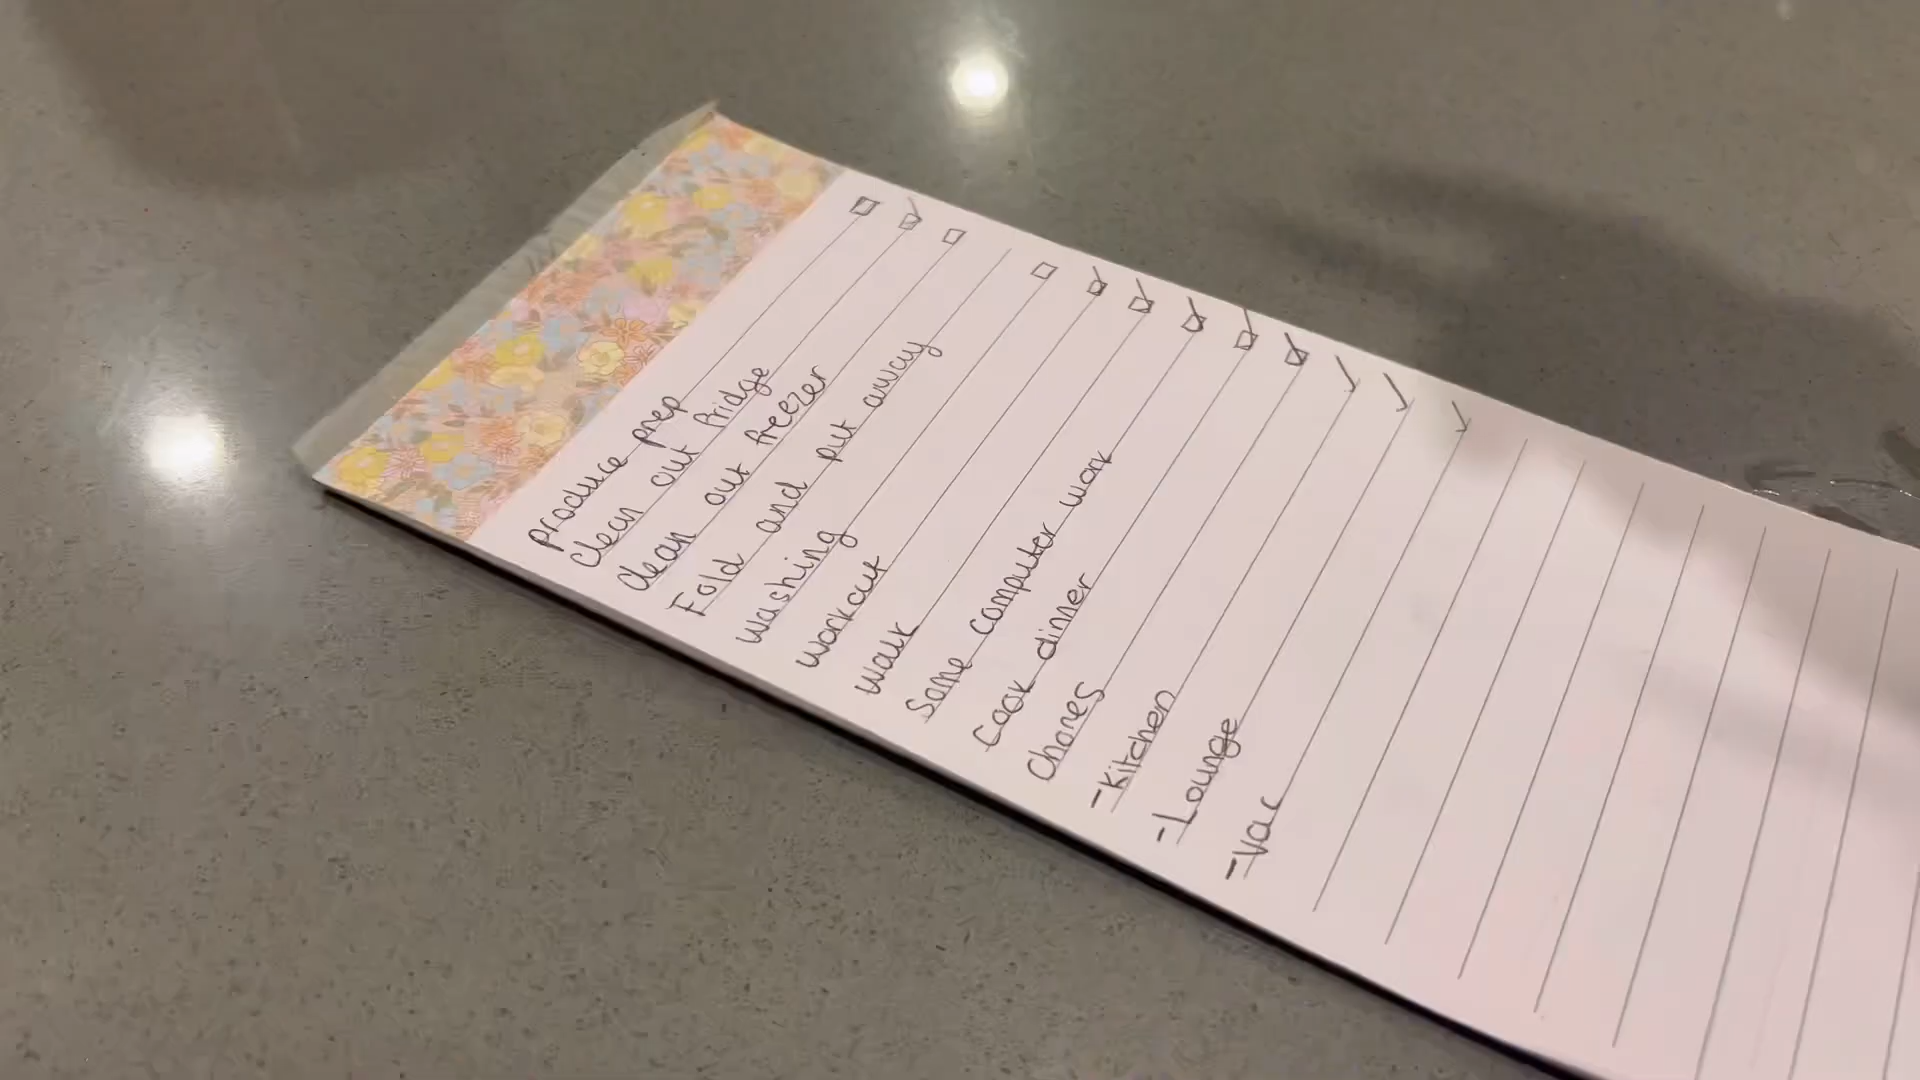 produce prep
clean out fridge
clean out freezer
Fold and put away
washing
workout
walk
Some computer work
Cook dinner
Chores
-Kitchen
-Lounge
-Vac